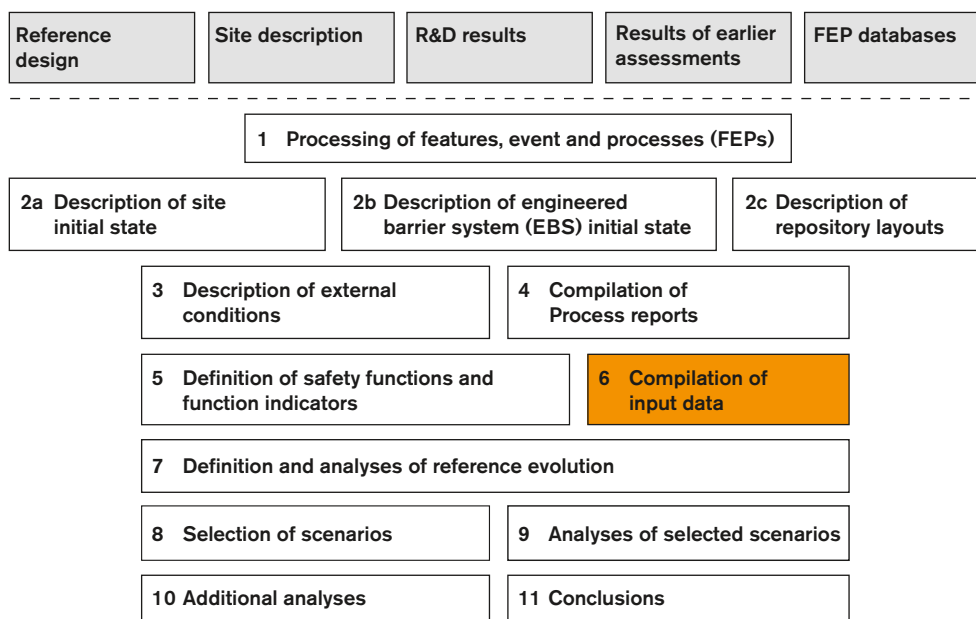 Reference
design
Site description
R&D results
Results of earlier
assessments
FEP databases
1 Processing of features, event and processes (FEPs)
2a Description of site
initial state
2b Description of engineered
barrier system (EBS) initial state
2c Description of
repository layouts
3 Description of external
conditions
4 Compilation of
Process reports
5 Definition of safety functions and
function indicators
6 Compilation of
input data
7 Definition and analyses of reference evolution
8 Selection of scenarios
9 Analyses of selected scenarios
10 Additional analyses
11 Conclusions